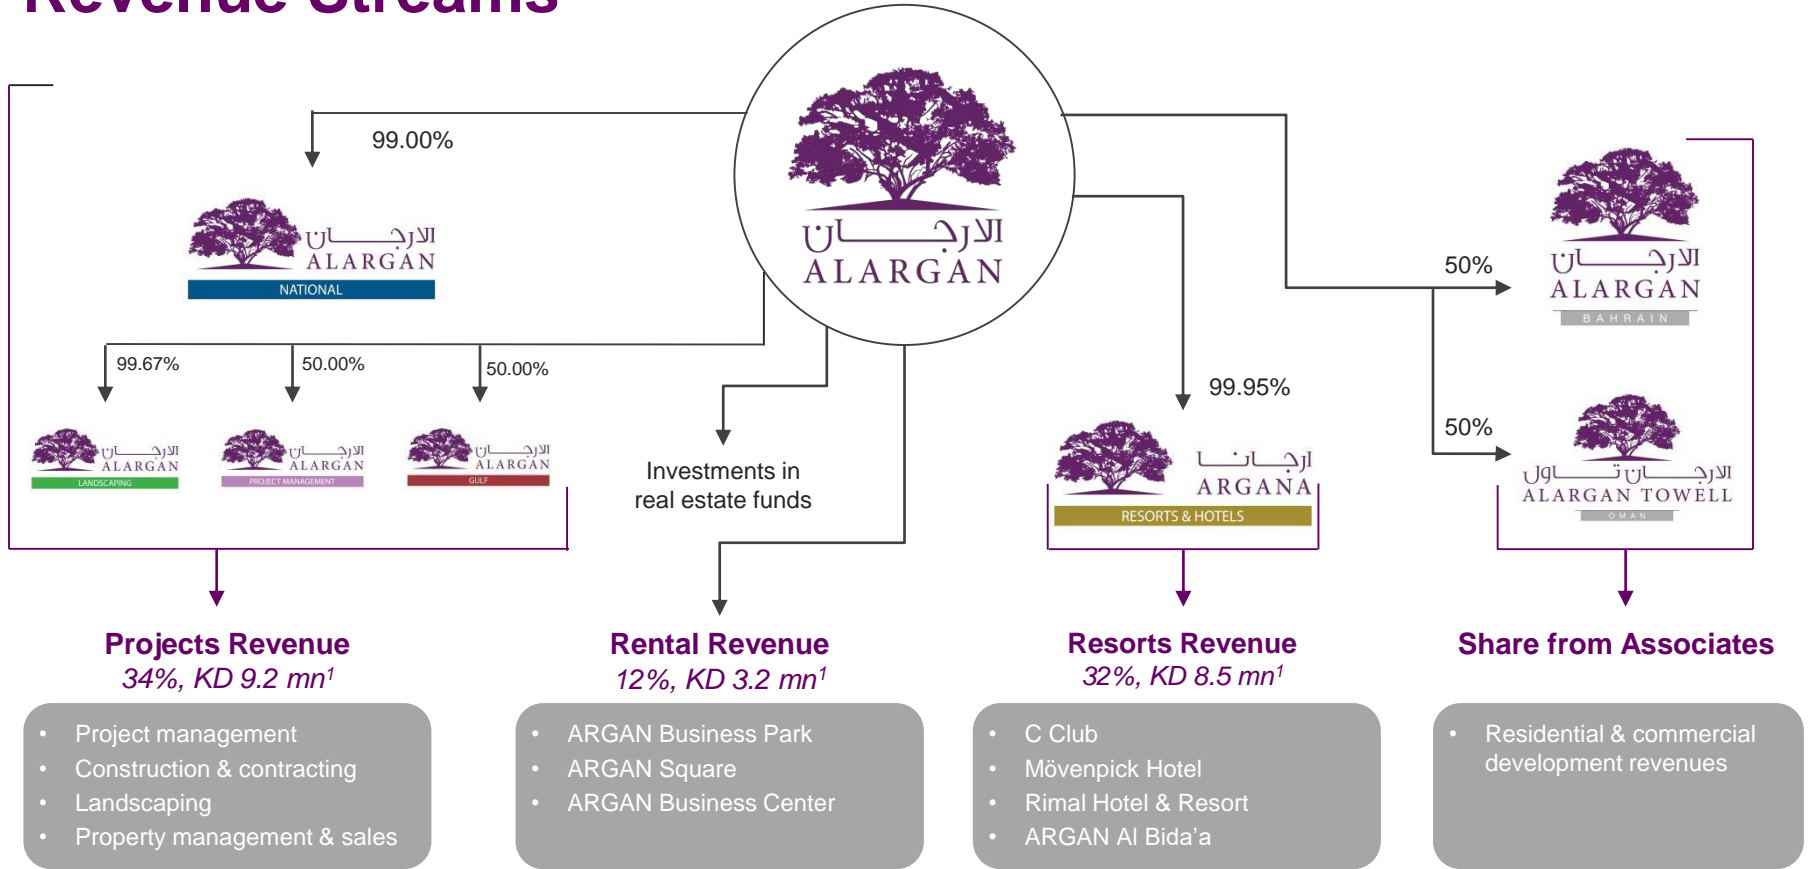 Revenue Streams
الارجان
ALARGAN
99.00%
الارجان
ALARGAN
NATIONAL
99.67%
50.00%
50.00%
الارجان
ALARGAN
LANDSCAPING
الارجان
ALARGAN
PROJECT MANAGEMENT
الارجان
ALARGAN
GULF
Investments in
real estate funds
99.95%
ارجانا
ARGANA
RESORTS & HOTELS
50%
الارجان
ALARGAN
BAHRAIN
50%
الارجان تاول
ALARGAN TOWELL
OMAN
Projects Revenue
34%, KD 9.2 mn¹
• Project management
• Construction & contracting
• Landscaping
• Property management & sales
Rental Revenue
12%, KD 3.2 mn¹
• ARGAN Business Park
• ARGAN Square
• ARGAN Business Center
Resorts Revenue
32%, KD 8.5 mn¹
• C Club
• Mövenpick Hotel
• Rimal Hotel & Resort
• ARGAN Al Bida’a
Share from Associates
• Residential & commercial
development revenues